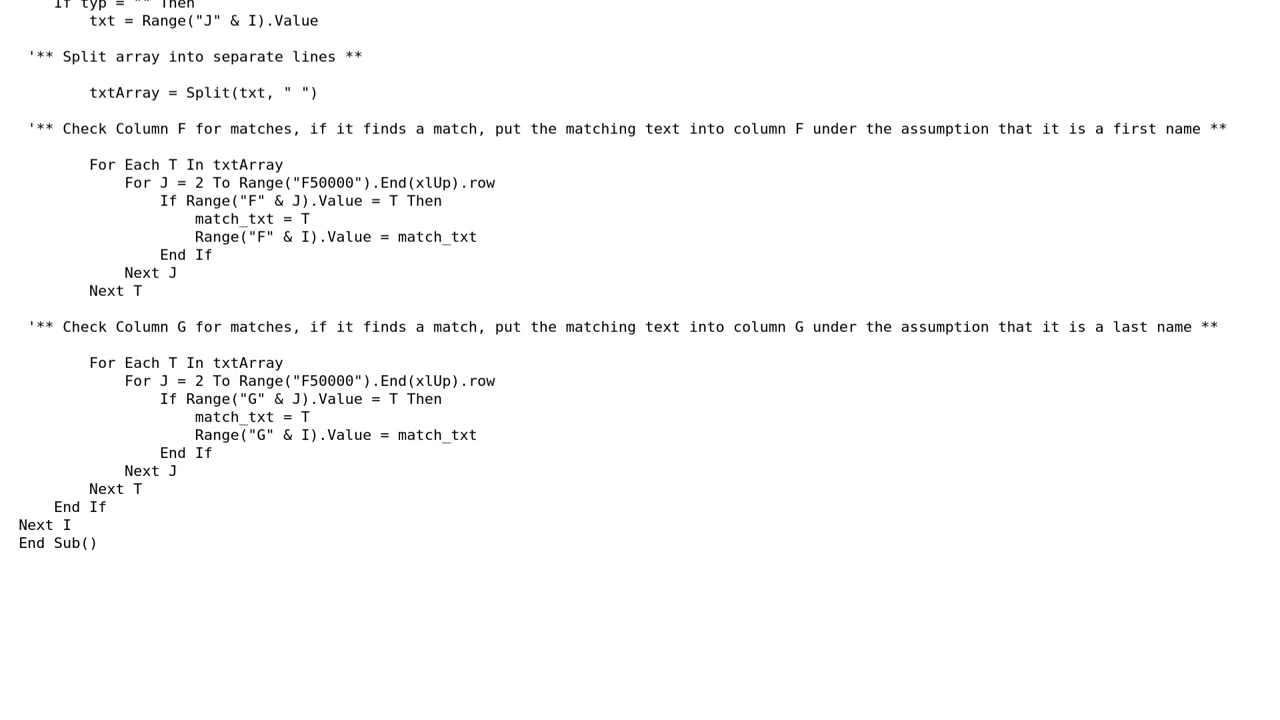 If typ = "" Then
txt = Range("J" & I).Value
'** Split array into separate lines **
txtArray = Split(txt, " ")
'** Check Column F for matches, if it finds a match, put the matching text into column F under the assumption that it is a first name **
For Each T In txtArray
For J = 2 To Range("F50000").End(xlUp).row
If Range("F" & J).Value = T Then
match_txt = T
Range("F" & I).Value = match_txt
End If
Next J
Next T
'** Check Column G for matches, if it finds a match, put the matching text into column G under the assumption that it is a last name **
For Each T In txtArray
For J = 2 To Range("F50000").End(xlUp).row
If Range("G" & J).Value = T Then
match_txt = T
Range("G" & I).Value = match_txt
End If
Next J
Next T
End If
Next I
End Sub()